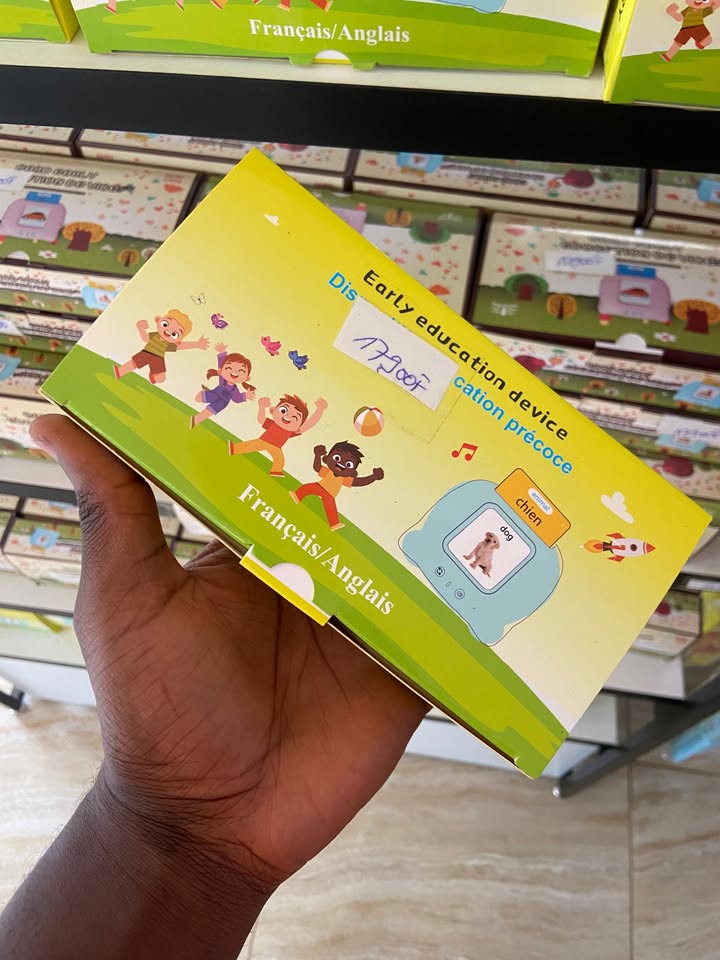 Français/Anglais
Early education device
Dis
cation précoce
17900F
animal
chien
dog
Français/Anglais